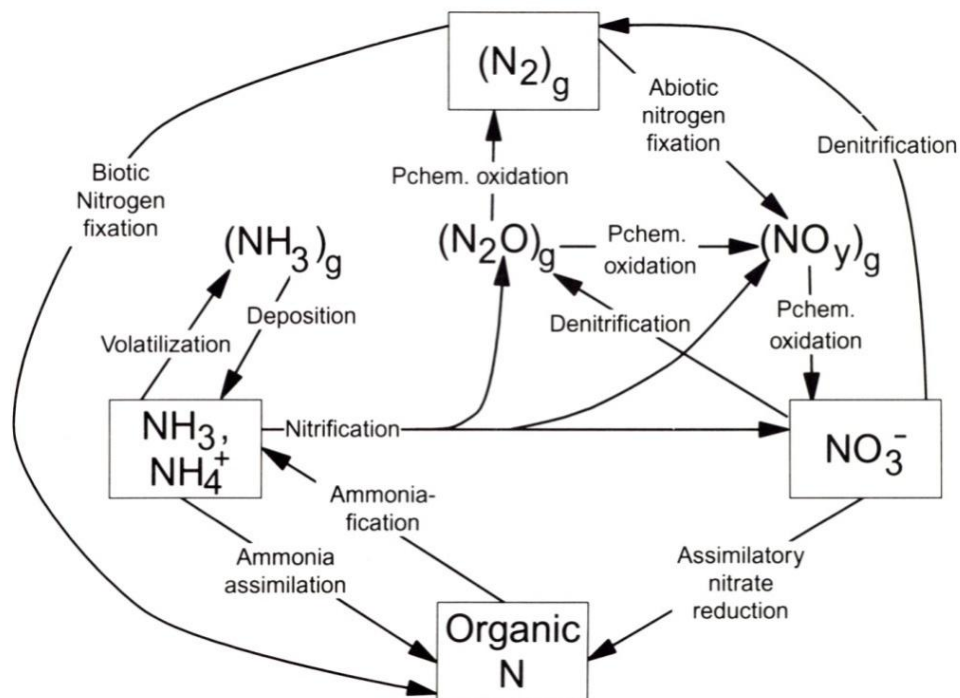 (N₂)g
Abiotic
nitrogen
fixation
Denitrification
Biotic
Nitrogen
fixation
Pchem. oxidation
(NH₃)g
(N₂O)g
Pchem.
oxidation
(NOy)g
Deposition
Volatilization
Denitrification
Pchem.
oxidation
NH₃,
NH₄⁺
Nitrification
NO₃⁻
Ammonia-
fication
Ammonia
assimilation
Assimilatory
nitrate
reduction
Organic
N